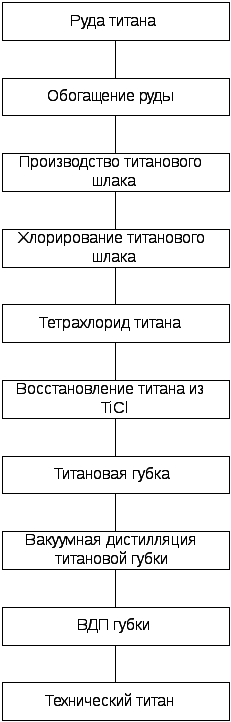 Руда титана
Обогащение руды
Производство титанового
шлака
Хлорирование титанового
шлака
Тетрахлорид титана
Восстановление титана из
TiCl
Титановая губка
Вакуумная дистилляция
титановой губки
ВДП губки
Технический титан